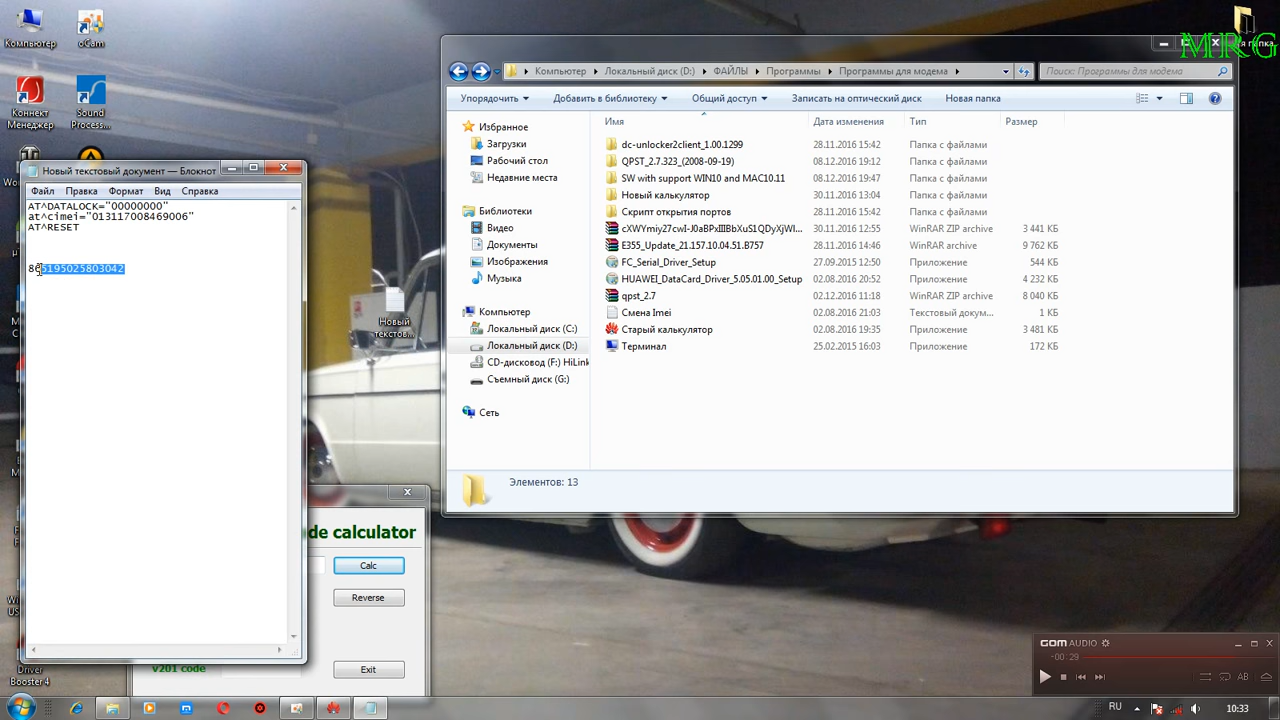 Компьютер
oCam
Коннект
Менеджер
Sound
Process...
MRG
Новый текстовый документ — Блокнот
Файл Правка Формат Вид Справка
AT^DATALOCK="00000000"
at^cimei="013117008469006"
AT^RESET
865195025803042
Новый
текстов...
de calculator
Calc
Reverse
Exit
v201 code
Driver
Booster 4
Компьютер
Локальный диск (D:)
ФАЙЛЫ
Программы
Программы для модема
Поиск: Программы для модема
Упорядочить
Добавить в библиотеку
Общий доступ
Записать на оптический диск
Новая папка
Избранное
Загрузки
Рабочий стол
Недавние места
Библиотеки
Видео
Документы
Изображения
Музыка
Компьютер
Локальный диск (C:)
Локальный диск (D:)
CD-дисковод (F:) HiLink
Съемный диск (G:)
Сеть
Имя Дата изменения Тип Размер
dc-unlocker2client_1.00.1299 28.11.2016 15:42 Папка с файлами
QPST_2.7.323_(2008-09-19) 08.12.2016 19:12 Папка с файлами
SW with support WIN10 and MAC10.11 08.12.2016 19:47 Папка с файлами
Новый калькулятор 30.11.2016 13:04 Папка с файлами
Скрипт открытия портов 28.11.2016 15:42 Папка с файлами
30.11.2016 12:55 WinRAR ZIP archive 3 441 КБ
E355_Update_21.157.10.04.51.B757 28.11.2016 14:46 WinRAR archive 9 762 КБ
FC_Serial_Driver_Setup 27.09.2015 12:50 Приложение 544 КБ
HUAWEI_DataCard_Driver_5.05.01.00_Setup 02.08.2016 20:52 Приложение 4 232 КБ
qpst_2.7 02.12.2016 11:18 WinRAR ZIP archive 8 040 КБ
Смена Imei 02.08.2016 21:03 Текстовый докум... 1 КБ
Старый калькулятор 02.08.2016 19:35 Приложение 3 481 КБ
Терминал 25.02.2015 16:03 Приложение 172 КБ
Элементов: 13
GOM AUDIO
-00:29
AB
RU
10:33